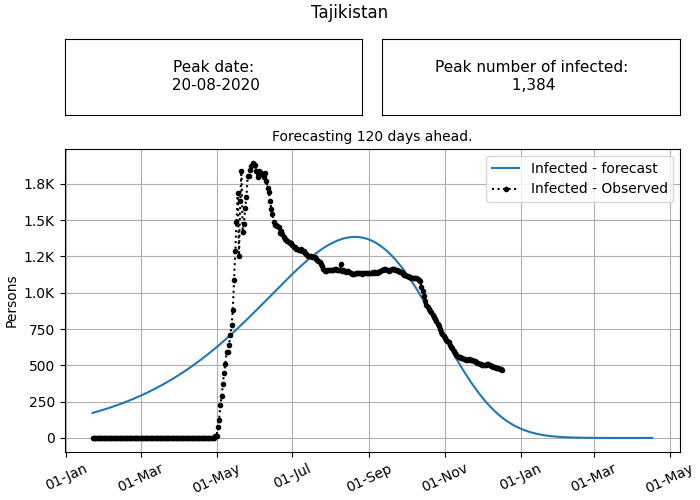 Tajikistan
Peak date:
20-08-2020
Peak number of infected:
1,384
Forecasting 120 days ahead.
Infected - forecast
Infected - Observed
Persons
1.8K
1.5K
1.2K
1.0K
750
500
250
0
01-Jan
01-Mar
01-May
01-Jul
01-Sep
01-Nov
01-Jan
01-Mar
01-May